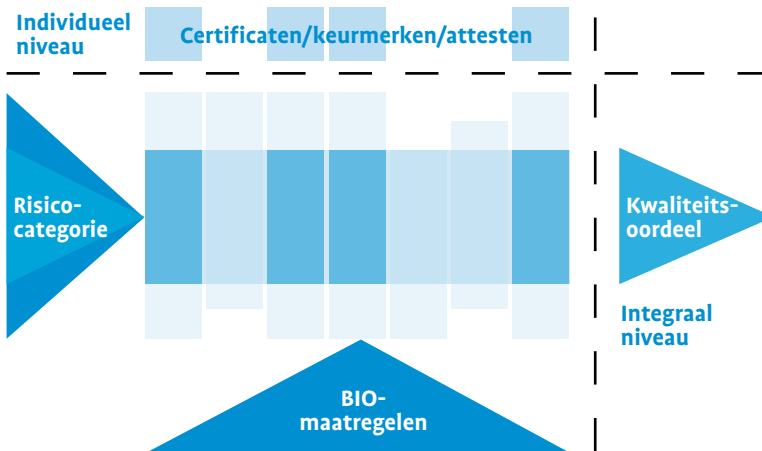 Individueel
niveau
Certificaten/keurmerken/attesten
Risico-
categorie
Kwaliteits-
oordeel
Integraal
niveau
BIO-
maatregelen